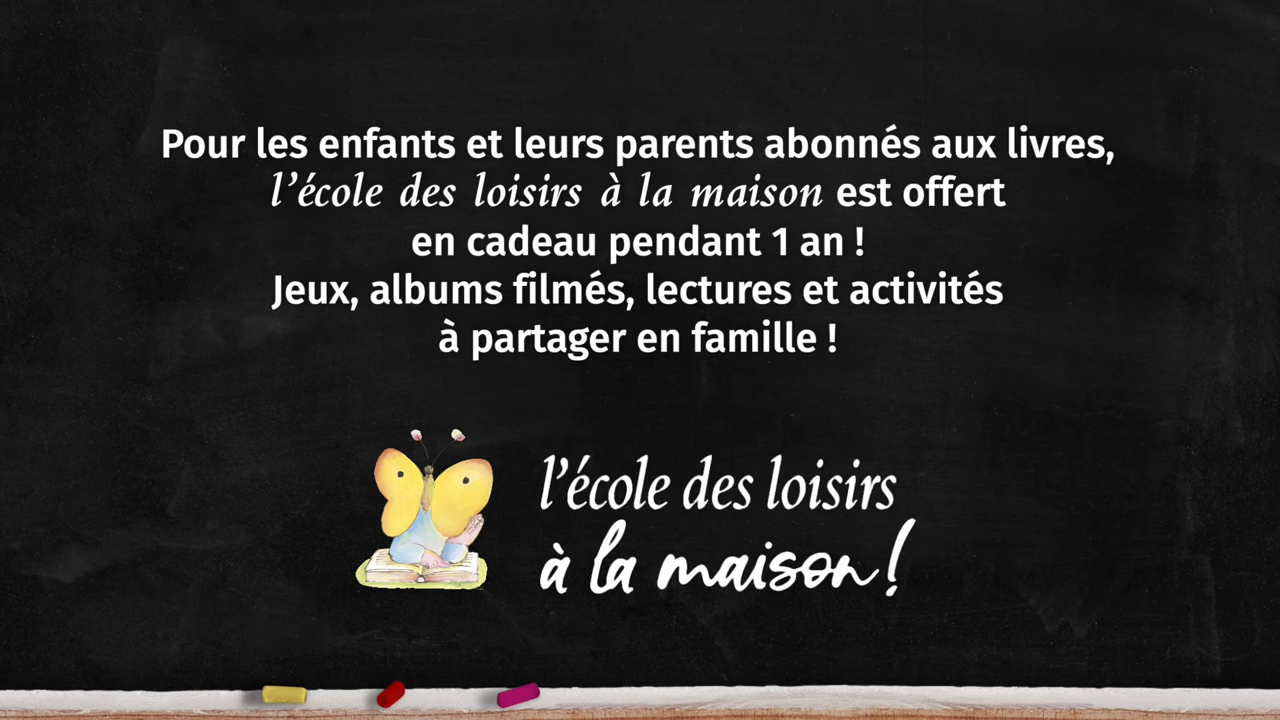 Pour les enfants et leurs parents abonnés aux livres,
l'école des loisirs à la maison est offert
en cadeau pendant 1 an !
Jeux, albums filmés, lectures et activités
à partager en famille !
l'école des loisirs
à la maison !